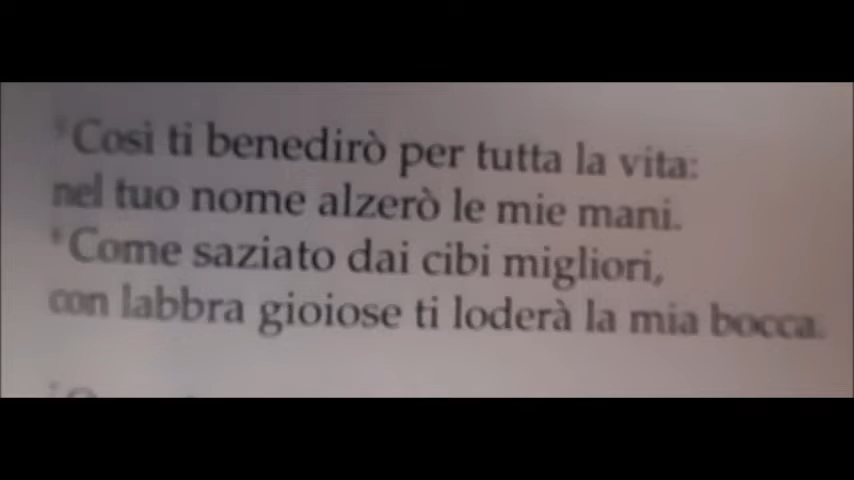 Così ti benedirò per tutta la vita:
nel tuo nome alzerò le mie mani.
Come saziato dai cibi migliori,
con labbra gioiose ti loderà la mia bocca.